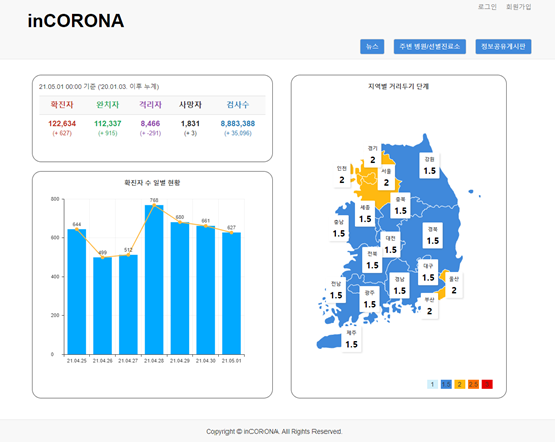 로그인 회원가입
inCORONA
뉴스 주변 병원/선별진료소 정보공유게시판
21.05.01 00:00 기준 ('20.01.03. 이후 누계)
확진자 완치자 격리자 사망자 검사수
122,634 112,337 8,466 1,831 8,883,388
(+ 627) (+ 915) (+ -291) (+ 3) (+ 35,096)
확진자 수 일별 현황
800
600
400
200
0
644 499 512 768 680 661 627
21.04.25 21.04.26 21.04.27 21.04.28 21.04.29 21.04.30 21.05.01
지역별 거리두기 단계
경기
2
강원
1.5
인천
2
서울
2
충북
1.5
세종
1.5
충남
1.5
경북
1.5
대전
1.5
전북
1.5
대구
1.5
울산
2
경남
1.5
전남
1.5
광주
1.5
부산
2
제주
1.5
1 1.5 2 2.5
Copyright © inCORONA. All Rights Reserved.